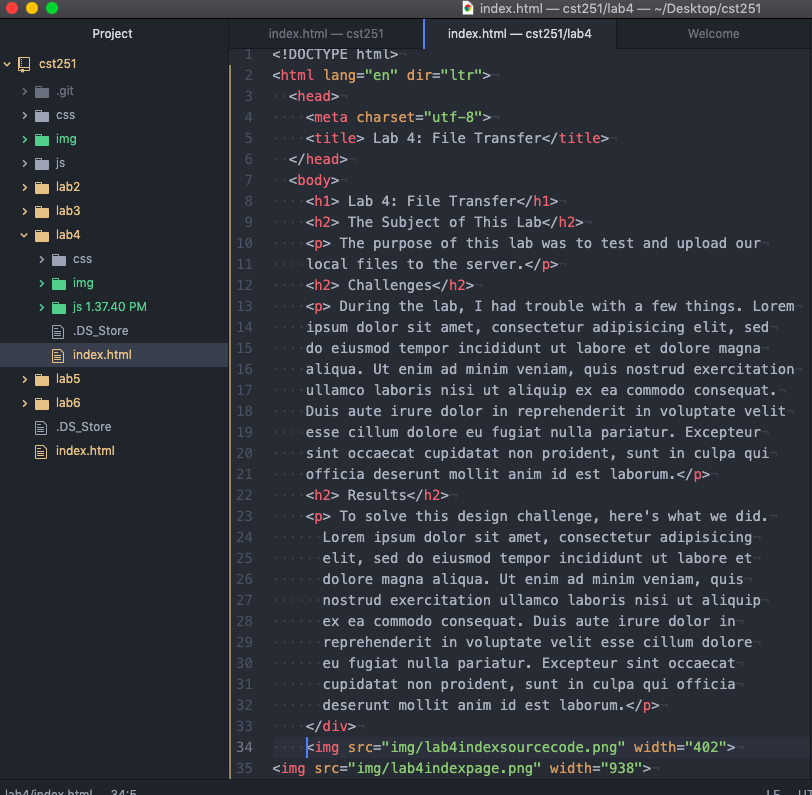 index.html — cst251/lab4 — ~/Desktop/cst251
Project
index.html — cst251
index.html — cst251/lab4
Welcome
cst251
.git
css
img
js
lab2
lab3
lab4
css
img
js 1.37.40 PM
.DS_Store
index.html
lab5
lab6
.DS_Store
index.html
1 <!DOCTYPE html>
2 <html lang="en" dir="ltr">
3 <head>
4 <meta charset="utf-8">
5 <title> Lab 4: File Transfer</title>
6 </head>
7 <body>
8 <h1> Lab 4: File Transfer</h1>
9 <h2> The Subject of This Lab</h2>
10 <p> The purpose of this lab was to test and upload our
11 local files to the server.</p>
12 <h2> Challenges</h2>
13 <p> During the lab, I had trouble with a few things. Lorem
14 ipsum dolor sit amet, consectetur adipisicing elit, sed
15 do eiusmod tempor incididunt ut labore et dolore magna
16 aliqua. Ut enim ad minim veniam, quis nostrud exercitation
17 ullamco laboris nisi ut aliquip ex ea commodo consequat.
18 Duis aute irure dolor in reprehenderit in voluptate velit
19 esse cillum dolore eu fugiat nulla pariatur. Excepteur
20 sint occaecat cupidatat non proident, sunt in culpa qui
21 officia deserunt mollit anim id est laborum.</p>
22 <h2> Results</h2>
23 <p> To solve this design challenge, here's what we did.
24 Lorem ipsum dolor sit amet, consectetur adipisicing
25 elit, sed do eiusmod tempor incididunt ut labore et
26 dolore magna aliqua. Ut enim ad minim veniam, quis
27 nostrud exercitation ullamco laboris nisi ut aliquip
28 ex ea commodo consequat. Duis aute irure dolor in
29 reprehenderit in voluptate velit esse cillum dolore
30 eu fugiat nulla pariatur. Excepteur sint occaecat
31 cupidatat non proident, sunt in culpa qui officia
32 deserunt mollit anim id est laborum.</p>
33 </div>
34 <img src="img/lab4indexsourcecode.png" width="402">
35 <img src="img/lab4indexpage.png" width="938">
lab4/index.html 34:5
LF